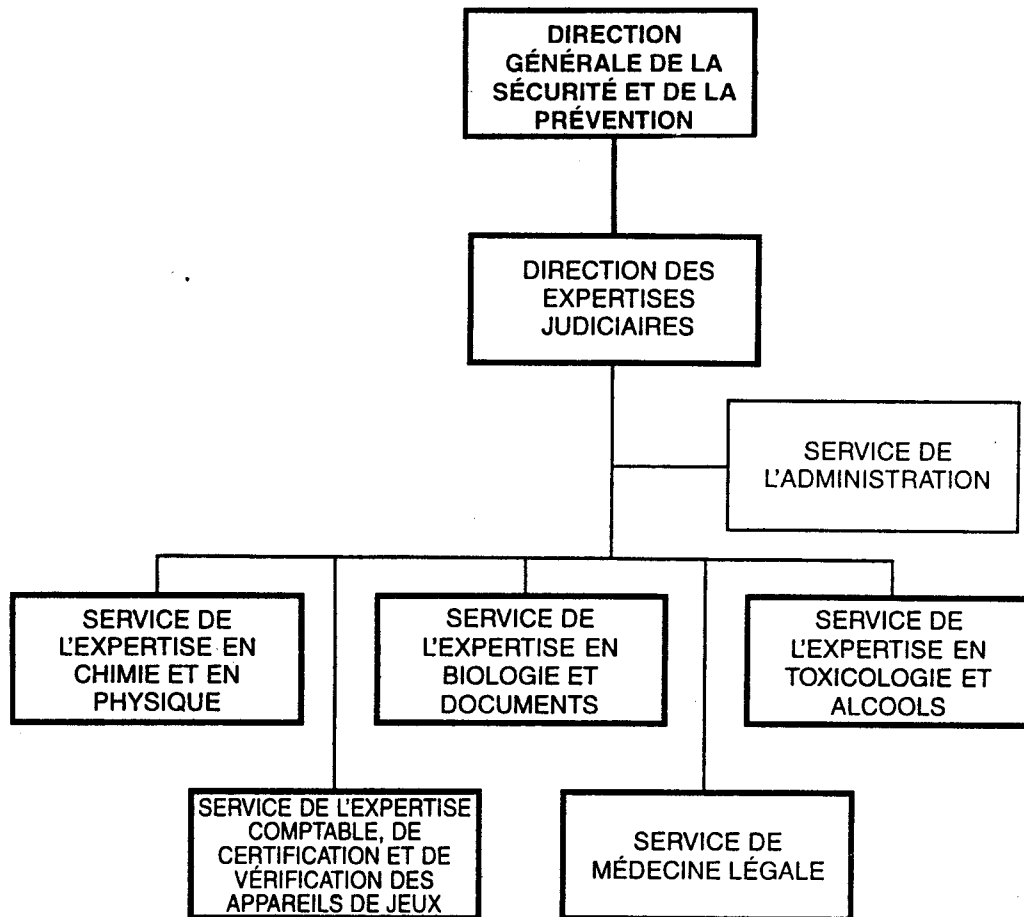 DIRECTION
GÉNÉRALE DE LA
SÉCURITÉ ET DE LA
PRÉVENTION
DIRECTION DES
EXPERTISES
JUDICIAIRES
SERVICE DE
L'ADMINISTRATION
SERVICE DE
L'EXPERTISE EN
CHIMIE ET EN
PHYSIQUE
SERVICE DE
L'EXPERTISE EN
BIOLOGIE ET
DOCUMENTS
SERVICE DE
L'EXPERTISE EN
TOXICOLOGIE ET
ALCOOLS
SERVICE DE L'EXPERTISE
COMPTABLE, DE
CERTIFICATION ET DE
VÉRIFICATION DES
APPAREILS DE JEUX
SERVICE DE
MÉDECINE LÉGALE